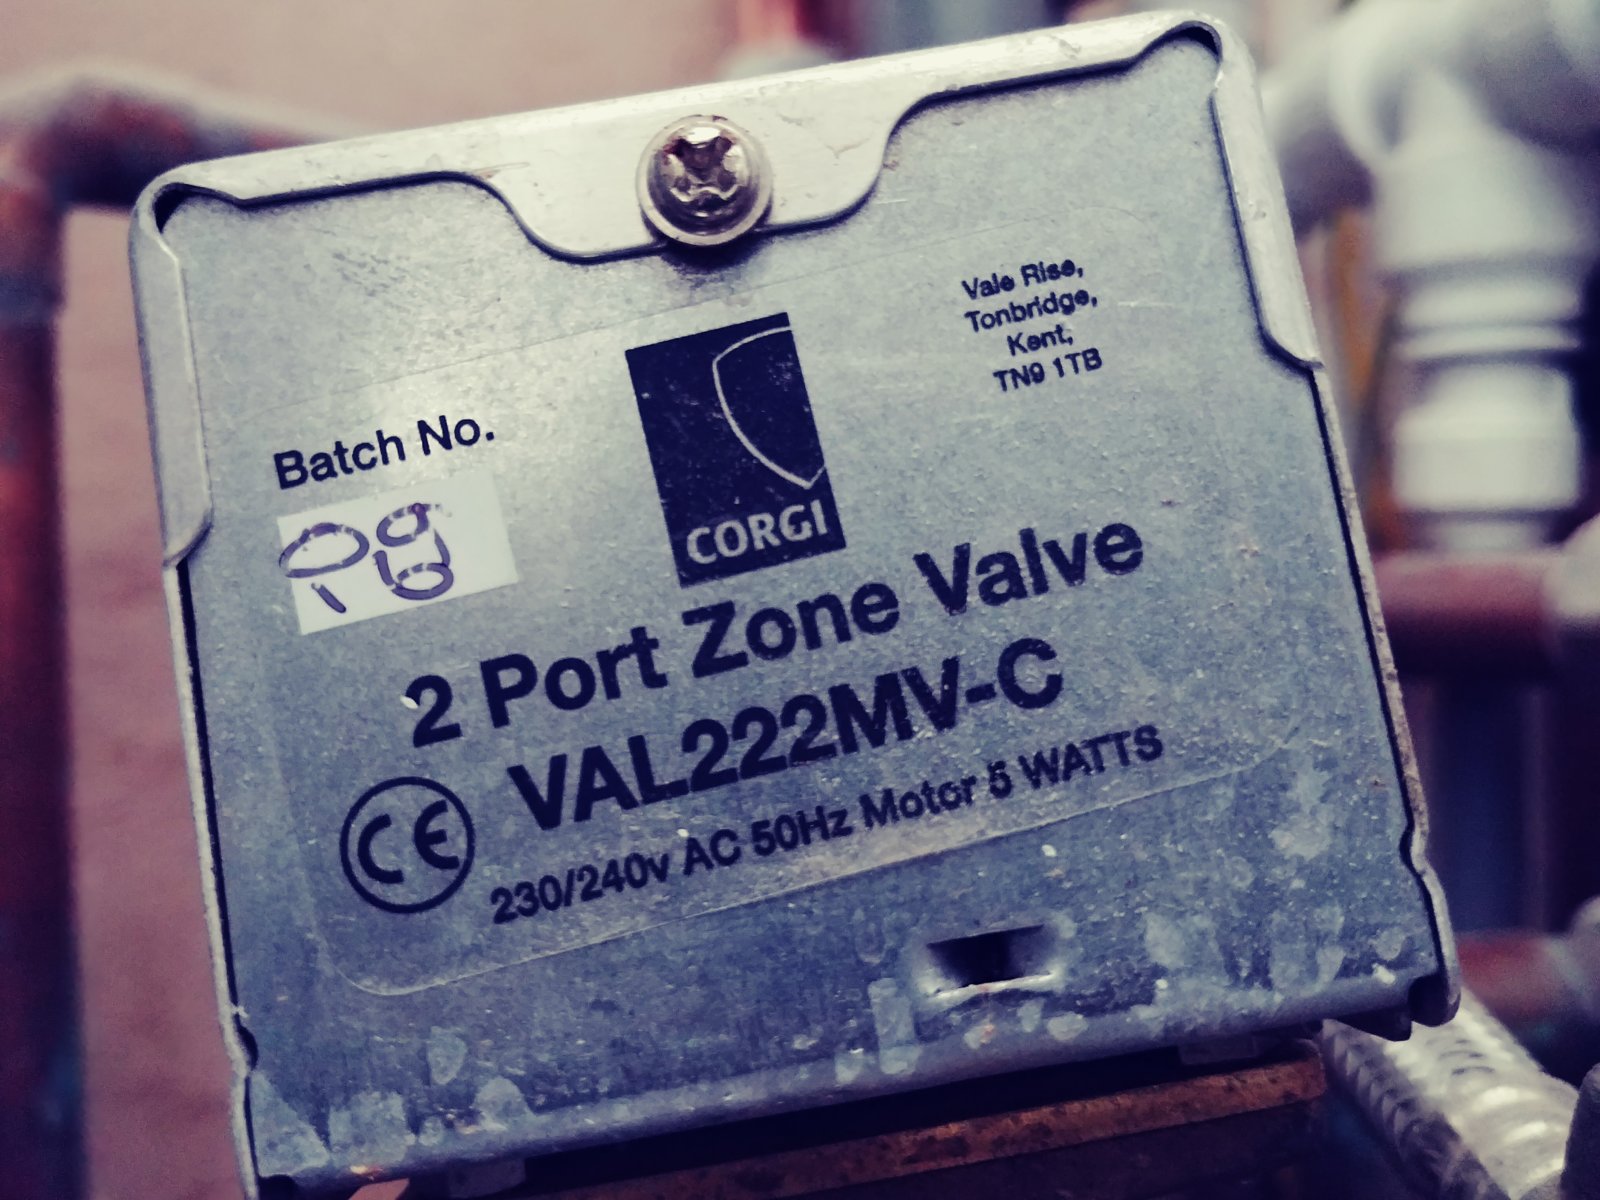 Vale Rise,
Tonbridge,
Kent,
TN9 1TB
Batch No.
CORGI
2 Port Zone Valve
VAL222MV-C
CE
230/240v AC 50Hz Motor 5 WATTS